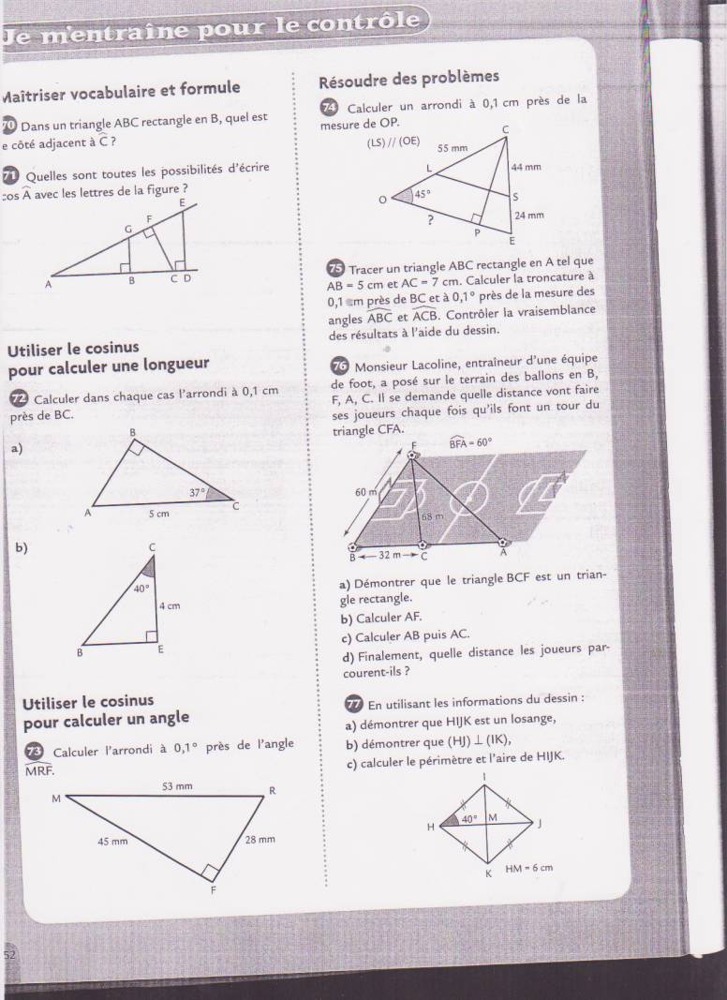 Je m'entraîne pour le contrôle
Maîtriser vocabulaire et formule
70 Dans un triangle ABC rectangle en B, quel est
e côté adjacent à Ĉ ?
71 Quelles sont toutes les possibilités d'écrire
cos Â avec les lettres de la figure ?
E
F
G
A
B
C
D
Utiliser le cosinus
pour calculer une longueur
72 Calculer dans chaque cas l'arrondi à 0,1 cm
près de BC.
a)
B
37°
A
5 cm
C
b)
C
40°
4 cm
B
E
Utiliser le cosinus
pour calculer un angle
73 Calculer l'arrondi à 0,1° près de l'angle
MRF.
53 mm
M
R
45 mm
28 mm
F
52
Résoudre des problèmes
74 Calculer un arrondi à 0,1 cm près de la
mesure de OP.
(LS) // (OE)
C
55 mm
L
44 mm
O
45°
S
?
24 mm
P
E
75 Tracer un triangle ABC rectangle en A tel que
AB = 5 cm et AC = 7 cm. Calculer la troncature à
0,1 cm près de BC et à 0,1° près de la mesure des
angles ABC et ACB. Contrôler la vraisemblance
des résultats à l'aide du dessin.
76 Monsieur Lacoline, entraîneur d'une équipe
de foot, a posé sur le terrain des ballons en B,
F, A, C. Il se demande quelle distance vont faire
ses joueurs chaque fois qu'ils font un tour du
triangle CFA.
F
BFA = 60°
60 m
68 m
B
32 m
C
A
a) Démontrer que le triangle BCF est un trian-
gle rectangle.
b) Calculer AF.
c) Calculer AB puis AC.
d) Finalement, quelle distance les joueurs par-
courent-ils ?
77 En utilisant les informations du dessin :
a) démontrer que HIJK est un losange,
b) démontrer que (HJ) ⊥ (IK),
c) calculer le périmètre et l'aire de HIJK.
I
H
40°
M
J
K
HM = 6 cm